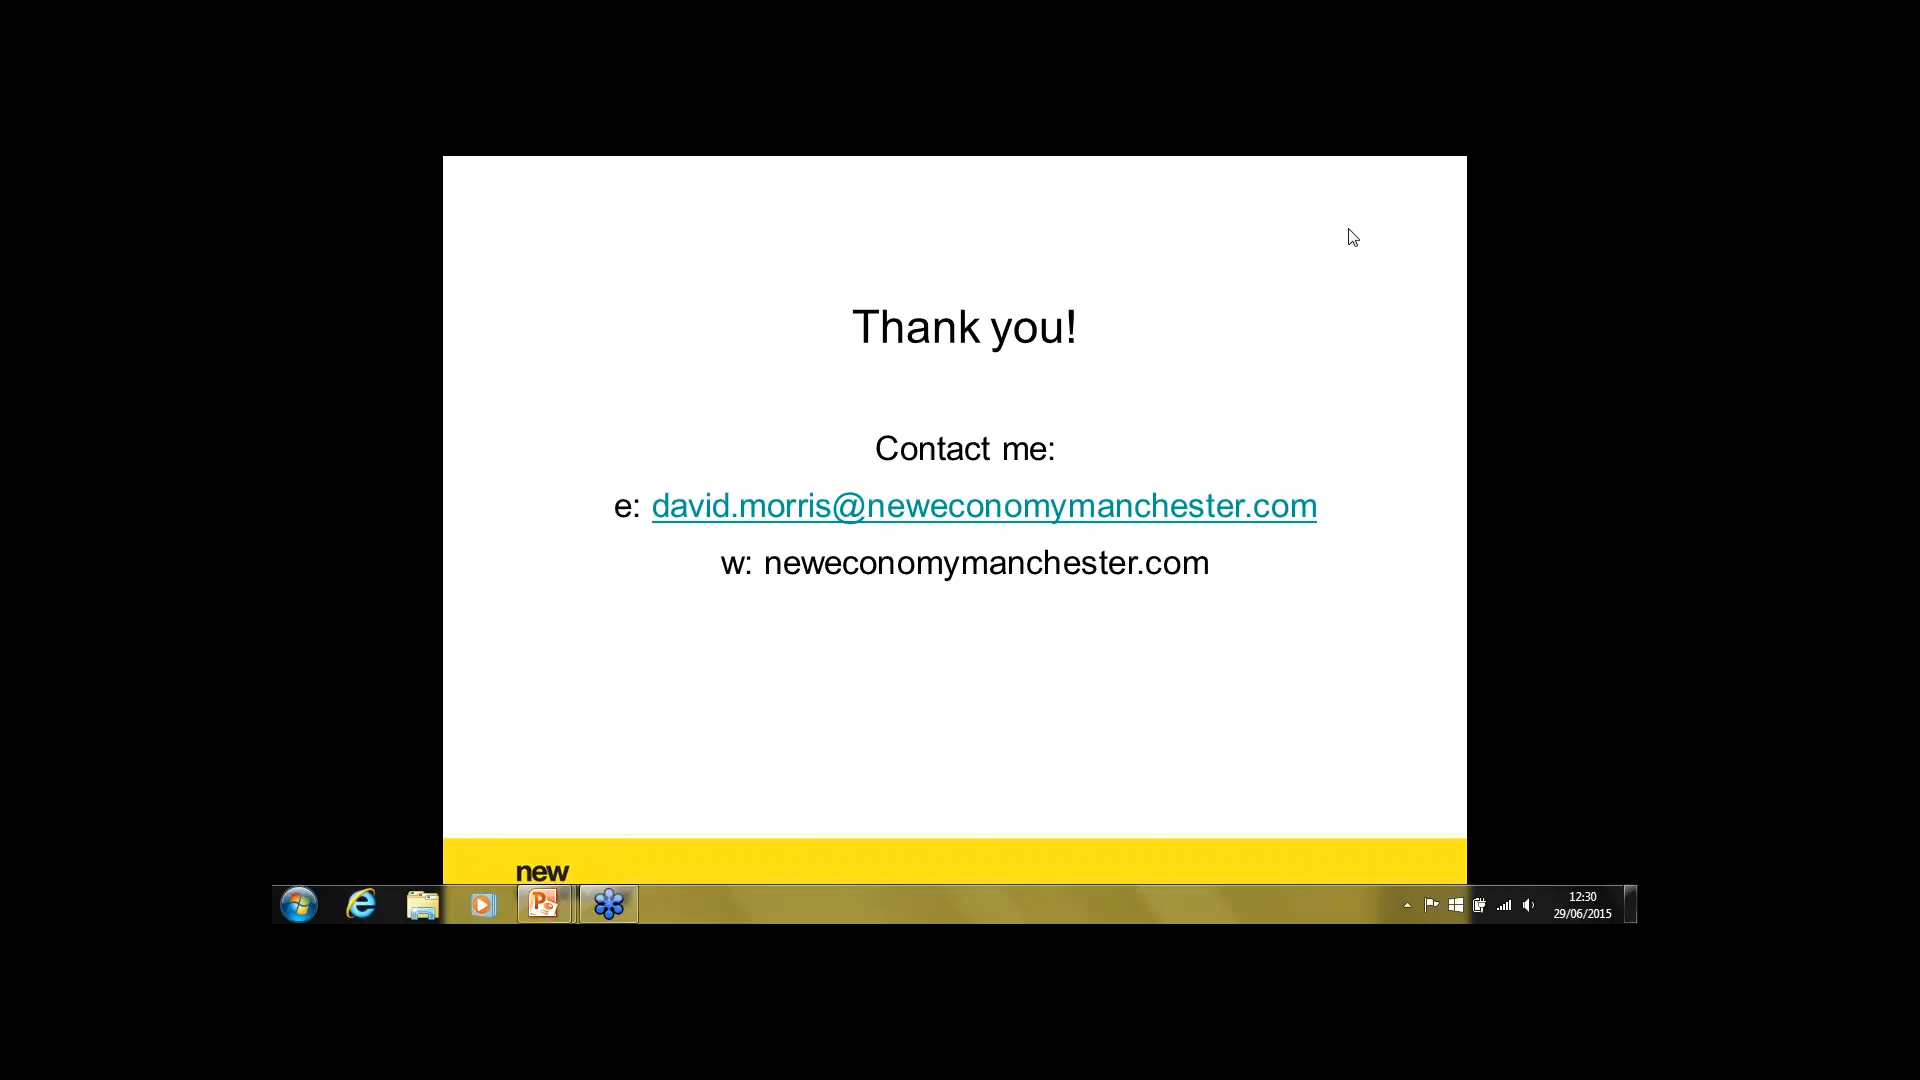 Thank you!
Contact me:
e: david.morris@neweconomymanchester.com
w: neweconomymanchester.com
new
12:30
29/06/2015